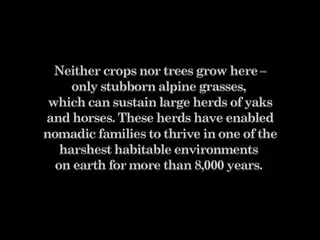 Neither crops nor trees grow here –
only stubborn alpine grasses,
which can sustain large herds of yaks
and horses. These herds have enabled
nomadic families to thrive in one of the
harshest habitable environments
on earth for more than 8,000 years.